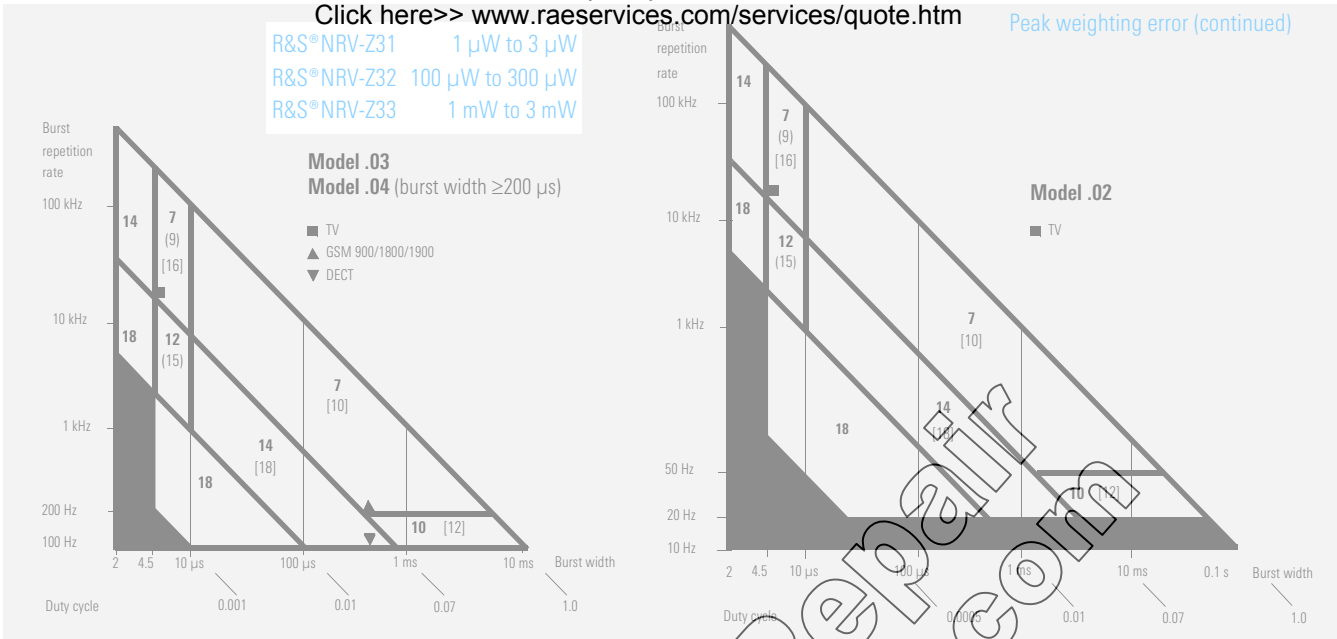 Click here>> www.raeservices.com/services/quote.htm
Peak weighting error (continued)
R&S®NRV-Z31 1 µW to 3 µW
R&S®NRV-Z32 100 µW to 300 µW
R&S®NRV-Z33 1 mW to 3 mW
Burst
repetition
rate
100 kHz
10 kHz
1 kHz
200 Hz
100 Hz
Model .03
Model .04 (burst width ≥200 µs)
■ TV
▲ GSM 900/1800/1900
▼ DECT
14
7
(9)
[16]
18
12
(15)
7
[10]
14
[18]
18
10 [12]
2 4.5 10 µs 100 µs 1 ms 10 ms Burst width
Duty cycle 0.001 0.01 0.07 1.0
Burst
repetition
rate
100 kHz
10 kHz
1 kHz
50 Hz
20 Hz
10 Hz
Model .02
■ TV
14
7
(9)
[16]
18
12
(15)
7
[10]
14
[18]
18
10 [12]
2 4.5 10 µs 100 µs 1 ms 10 ms 0.1 s Burst width
Duty cycle 0.0005 0.01 0.07 1.0
epair
com